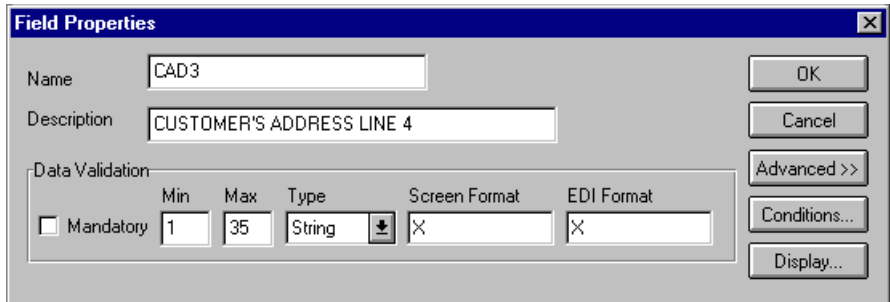 Field Properties
Name CAD3 OK
Description CUSTOMER'S ADDRESS LINE 4 Cancel
Data Validation Advanced >>
Min Max Type Screen Format EDI Format
Mandatory 1 35 String X X Conditions...
Display...